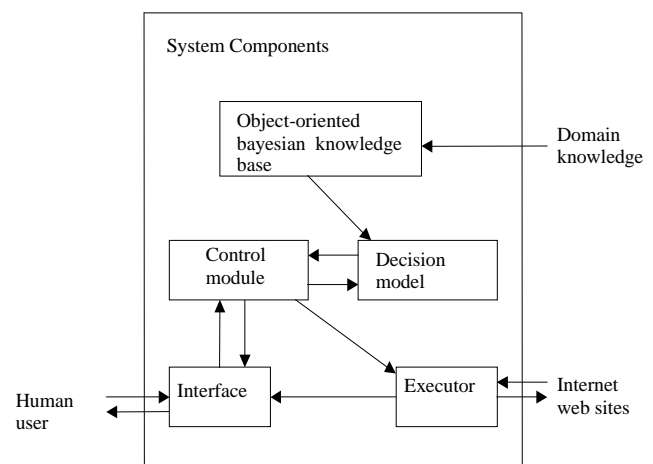 System Components
Object-oriented
bayesian knowledge
base
Domain
knowledge
Control
module
Decision
model
Interface
Executor
Human
user
Internet
web sites